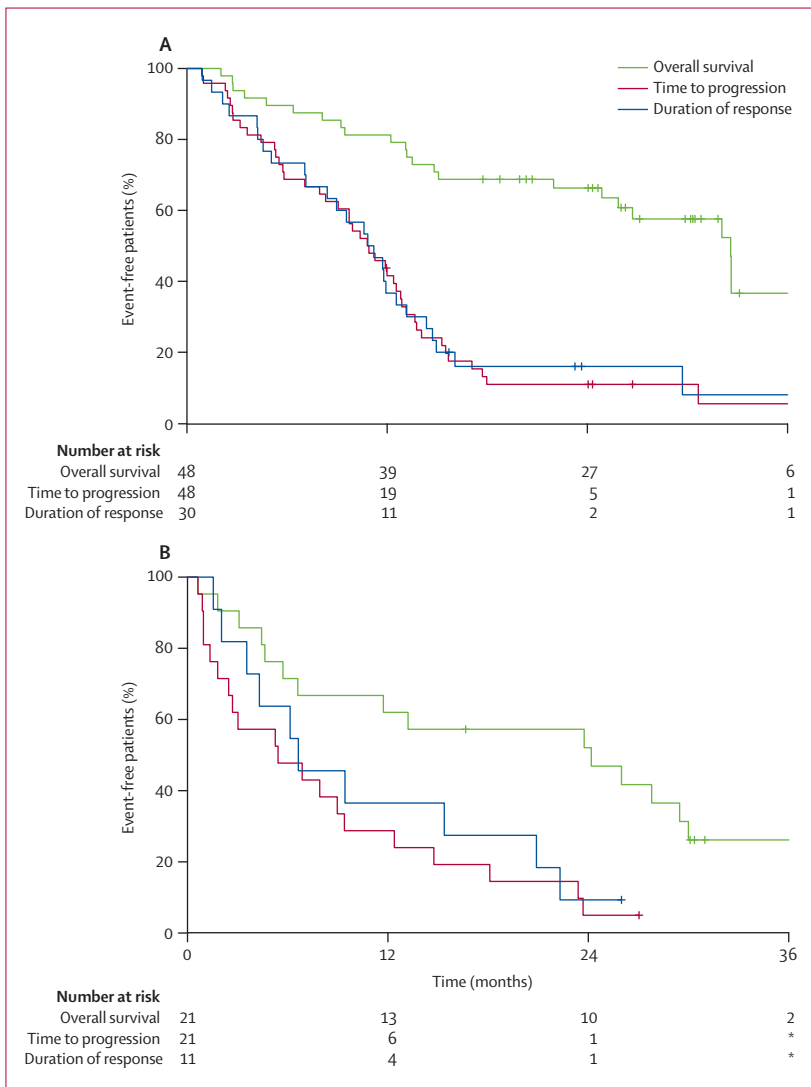 A
Overall survival
Time to progression
Duration of response
100
80
60
40
20
0
Event-free patients (%)
0
12
24
36
Number at risk
Overall survival 48 39 27 6
Time to progression 48 19 5 1
Duration of response 30 11 2 1
B
100
80
60
40
20
0
Event-free patients (%)
0 12 24 36
Time (months)
Number at risk
Overall survival 21 13 10 2
Time to progression 21 6 1 *
Duration of response 11 4 1 *